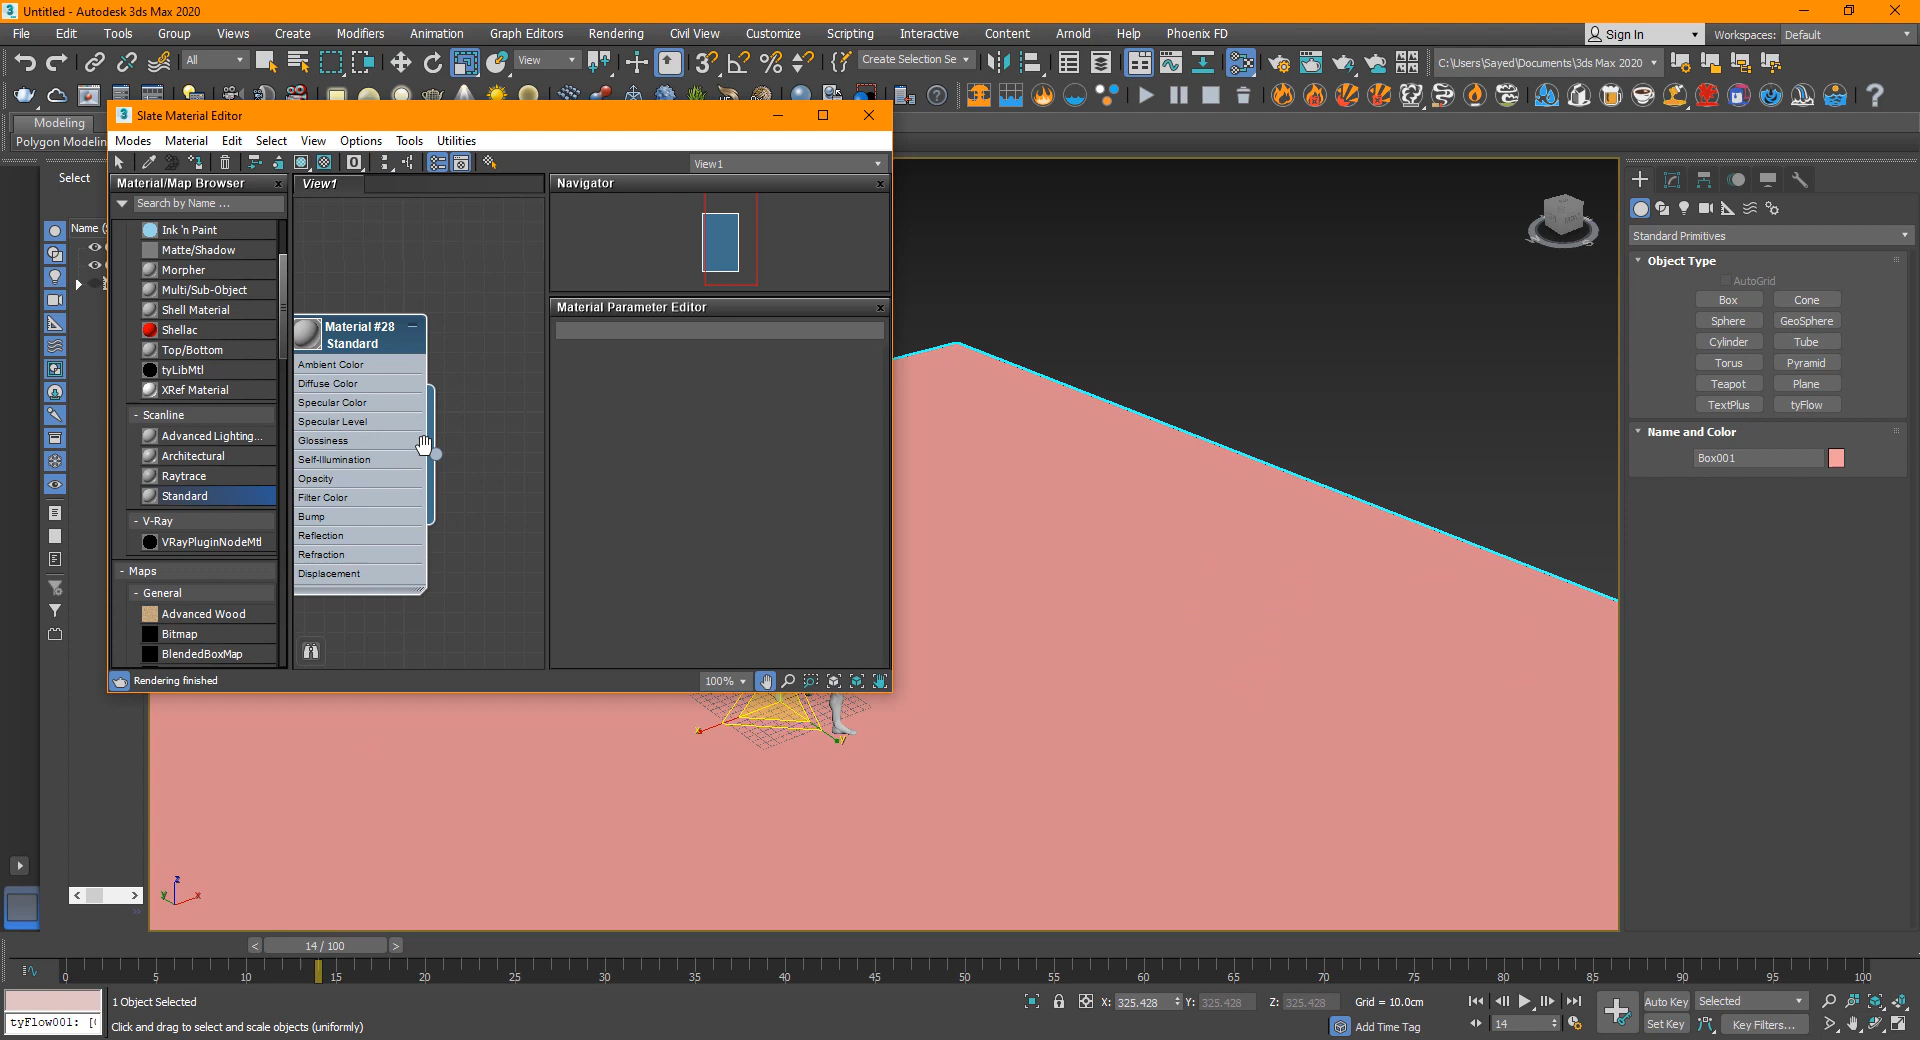 Untitled - Autodesk 3ds Max 2020
File Edit Tools Group Views Create Modifiers Animation Graph Editors Rendering Civil View Customize Scripting Interactive Content Arnold Help Phoenix FD Sign In Workspaces: Default
All View Create Selection Se C:\Users\Sayed\Documents\3ds Max 2020
Modeling
Polygon Modelin
Select
Name (S
Slate Material Editor
Modes Material Edit Select View Options Tools Utilities
View1
Material/Map Browser
Search by Name ...
Ink 'n Paint
Matte/Shadow
Morpher
Multi/Sub-Object
Shell Material
Shellac
Top/Bottom
tyLibMtl
XRef Material
- Scanline
Advanced Lighting...
Architectural
Raytrace
Standard
- V-Ray
VRayPluginNodeMtl
- Maps
- General
Advanced Wood
Bitmap
BlendedBoxMap
View1
Material #28
Standard
Ambient Color
Diffuse Color
Specular Color
Specular Level
Glossiness
Self-Illumination
Opacity
Filter Color
Bump
Reflection
Refraction
Displacement
Navigator
Material Parameter Editor
Rendering finished
100%
Standard Primitives
Object Type
AutoGrid
Box Cone
Sphere GeoSphere
Cylinder Tube
Torus Pyramid
Teapot Plane
TextPlus tyFlow
Name and Color
Box001
x y
z
y x
< 14 / 100 >
0 5 10 15 20 25 30 35 40 45 50 55 60 65 70 75 80 85 90 95 100
1 Object Selected
X: 325.428 Y: 325.428 Z: 325.428 Grid = 10.0cm
Auto Key Selected
tyFlow001: [
Click and drag to select and scale objects (uniformly)
Add Time Tag
14
Set Key Key Filters...